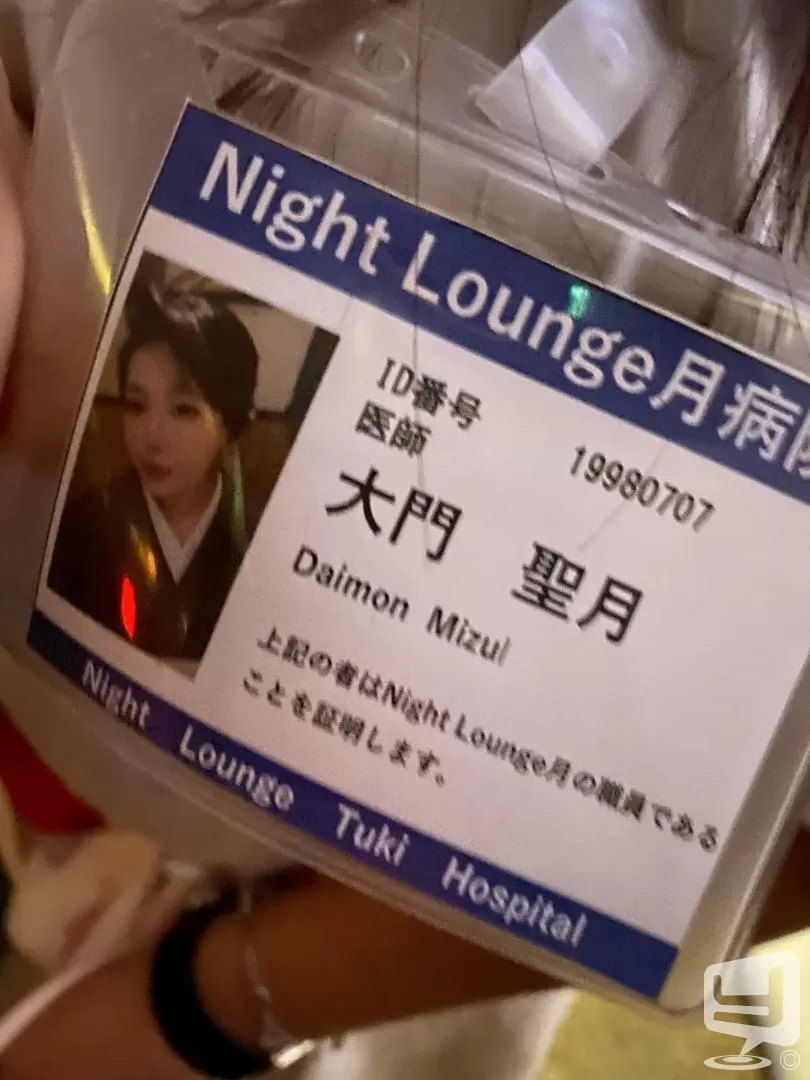 Night Lounge月病院
ID番号 19980707
医師
大門 聖月
Daimon Mizul
上記の者はNight Lounge月の職員である
ことを証明します。
Night Lounge Tuki Hospital